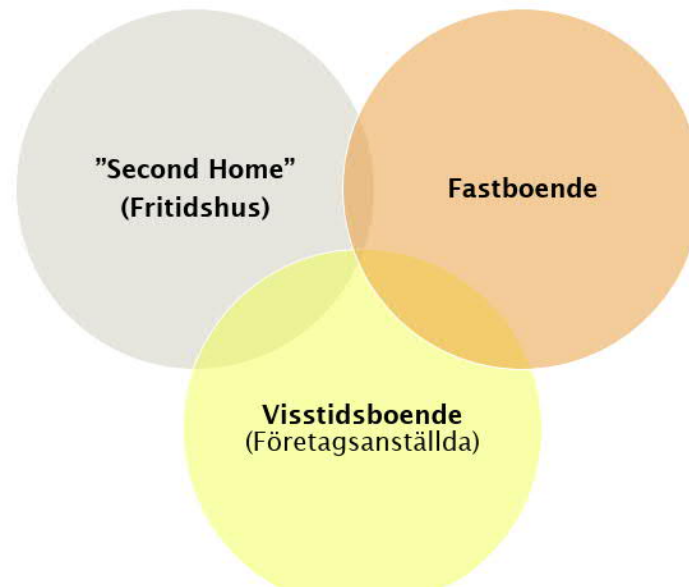 ”Second Home”
(Fritidshus)
Fastboende
Visstidsboende
(Företagsanställda)